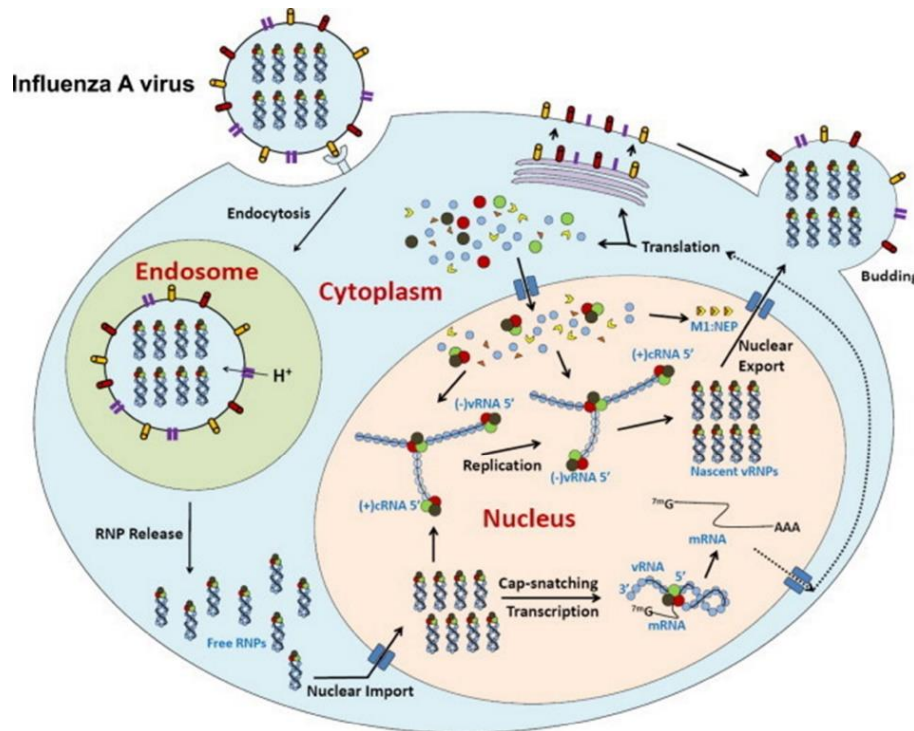 Influenza A virus
Endocytosis
Endosome
H+
Cytoplasm
Translation
Budding
M1:NEP
Nuclear
Export
(+)cRNA 5'
(-)vRNA 5'
Replication
(-)vRNA 5'
(+)cRNA 5'
Nascent vRNPs
Nucleus
7mG
AAA
mRNA
RNP Release
Free RNPs
Nuclear Import
Cap-snatching
Transcription
vRNA
3'
5'
7mG
mRNA